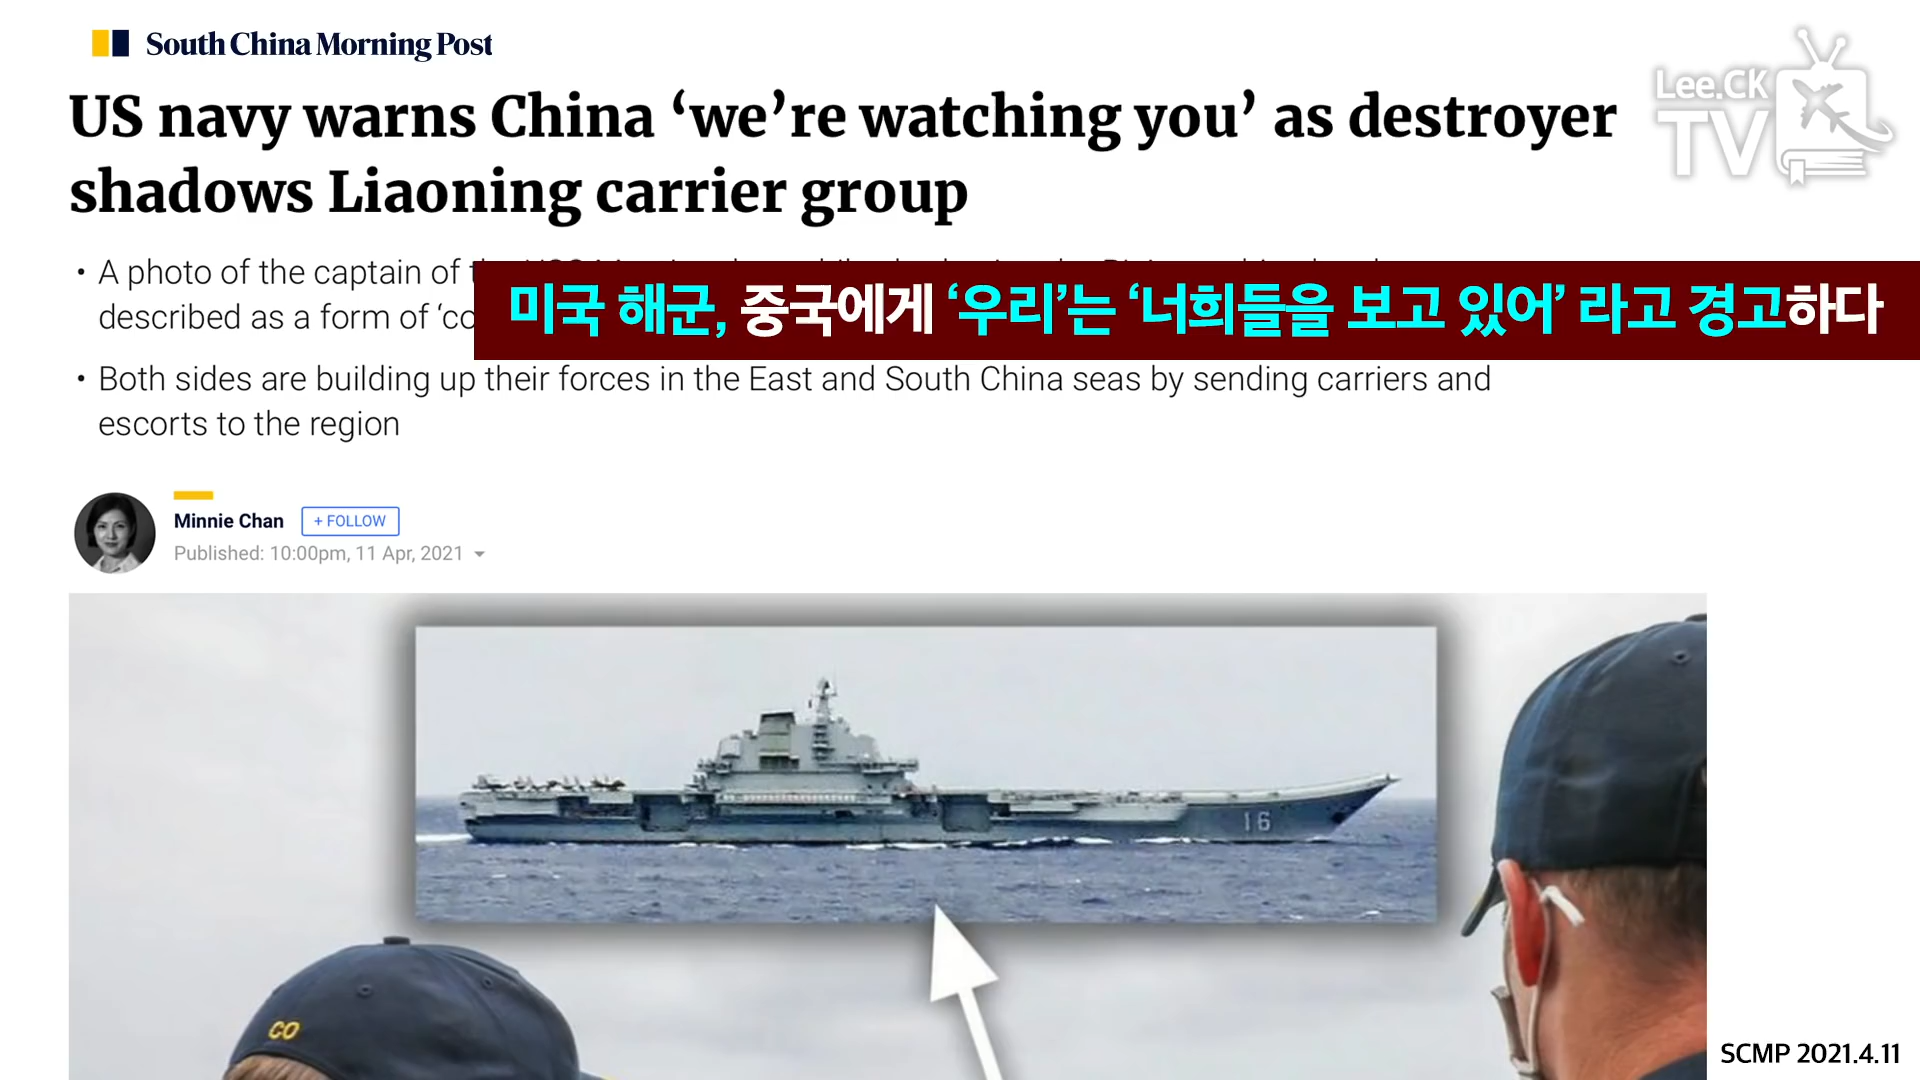 South China Morning Post
Lee.CK
TV
US navy warns China ‘we’re watching you’ as destroyer
shadows Liaoning carrier group
• A photo of the captain of
described as a form of ‘co
미국 해군, 중국에게 ‘우리’는 ‘너희들을 보고 있어’ 라고 경고하다
• Both sides are building up their forces in the East and South China seas by sending carriers and
escorts to the region
Minnie Chan + FOLLOW
Published: 10:00pm, 11 Apr, 2021
16
CO
SCMP 2021.4.11